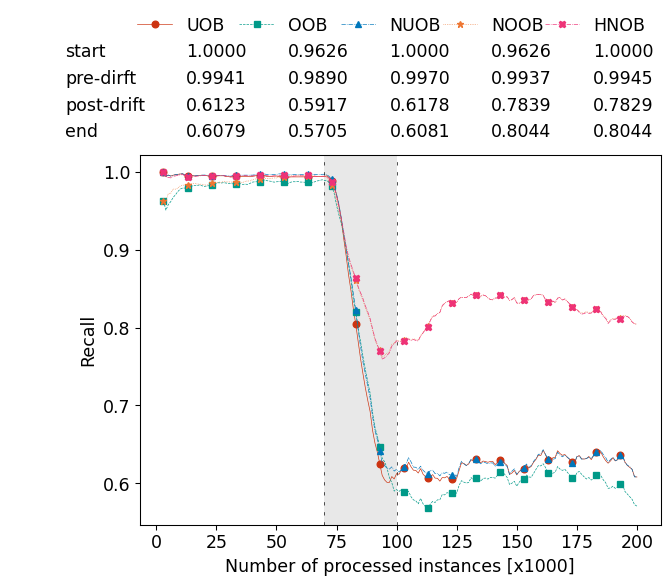 UOB OOB NUOB NOOB HNOB
start 1.0000 0.9626 1.0000 0.9626 1.0000
pre-dirft 0.9941 0.9890 0.9970 0.9937 0.9945
post-drift 0.6123 0.5917 0.6178 0.7839 0.7829
end 0.6079 0.5705 0.6081 0.8044 0.8044
1.0
0.9
0.8
0.7
0.6
Recall
0 25 50 75 100 125 150 175 200
Number of processed instances [x1000]